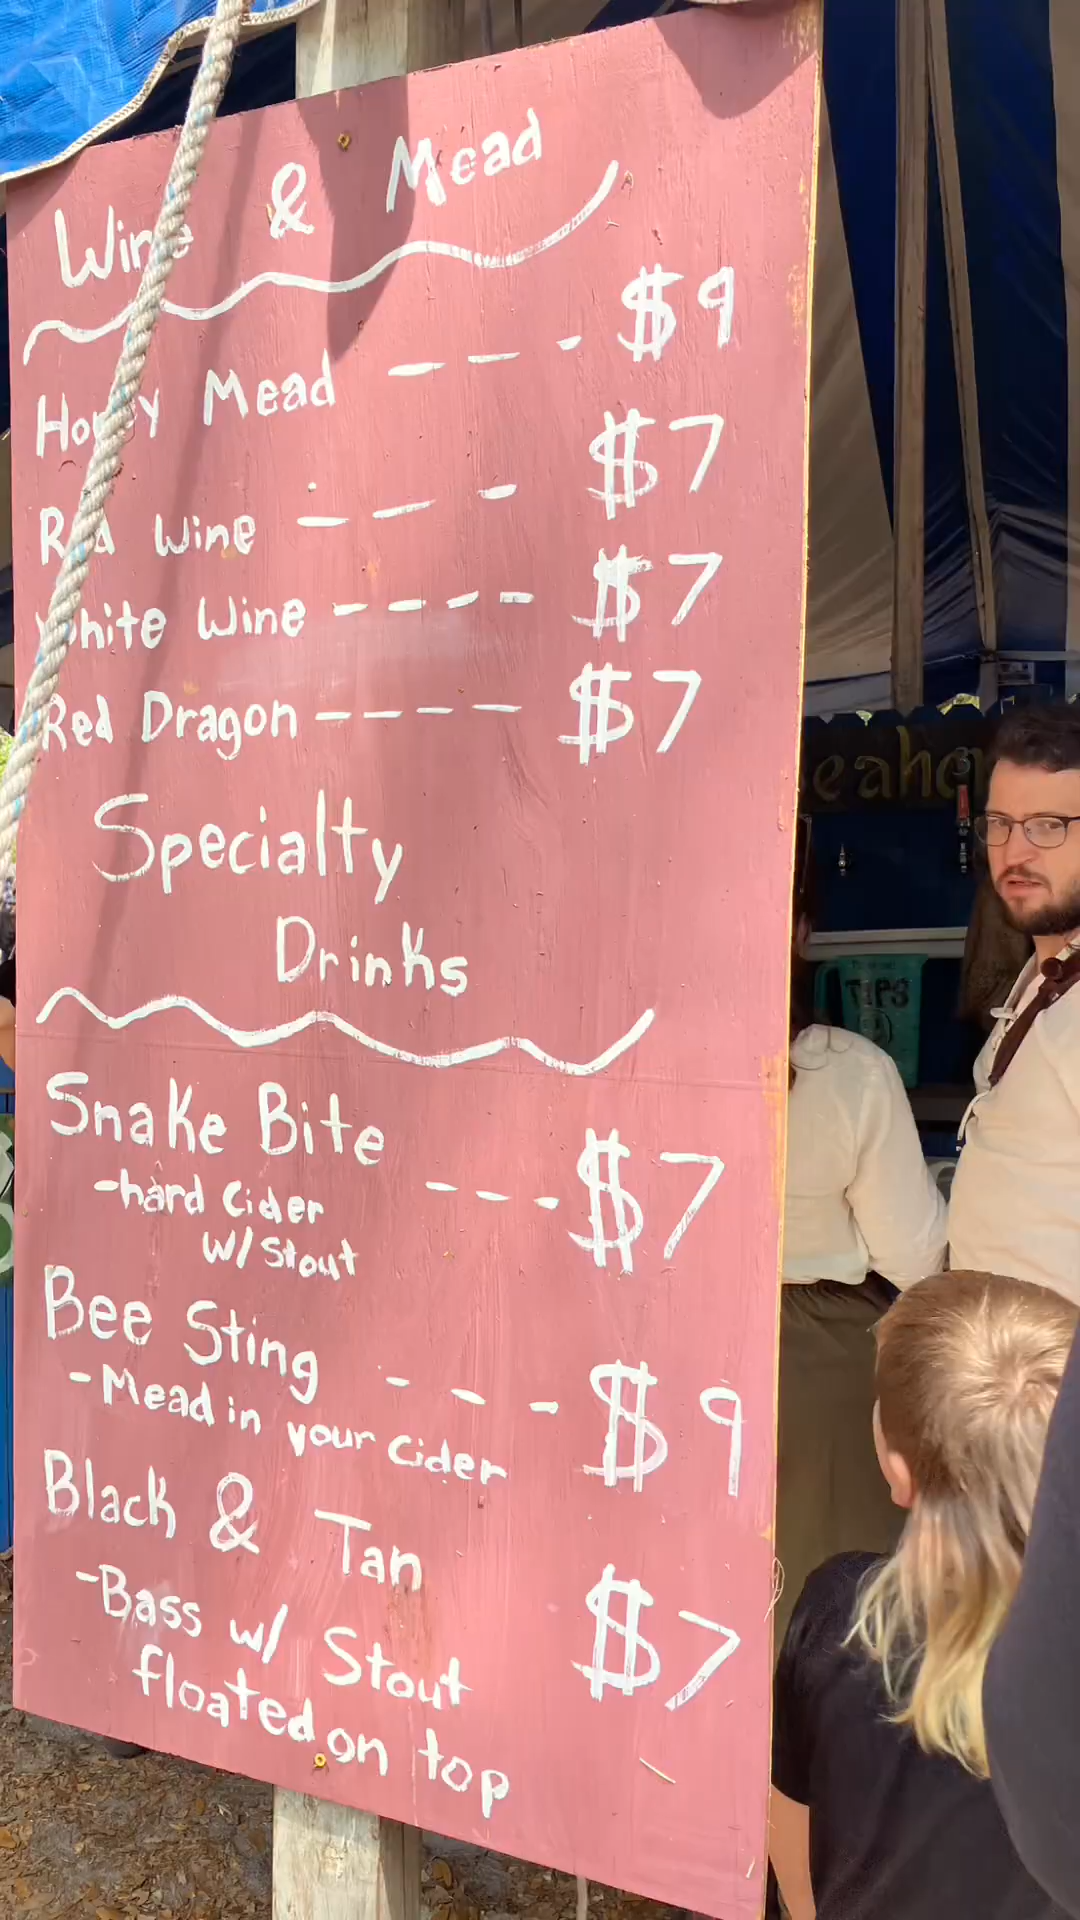 Wine & Mead
Honey Mead --- $9
Red Wine --- $7
White Wine ---- $7
Red Dragon ---- $7
Specialty
Drinks
Snake Bite
-hard Cider --- $7
w/ Stout
Bee Sting
--- $9
-Mead in your Cider
Black & Tan
-Bass w/ Stout $7
floated on top
TIPS